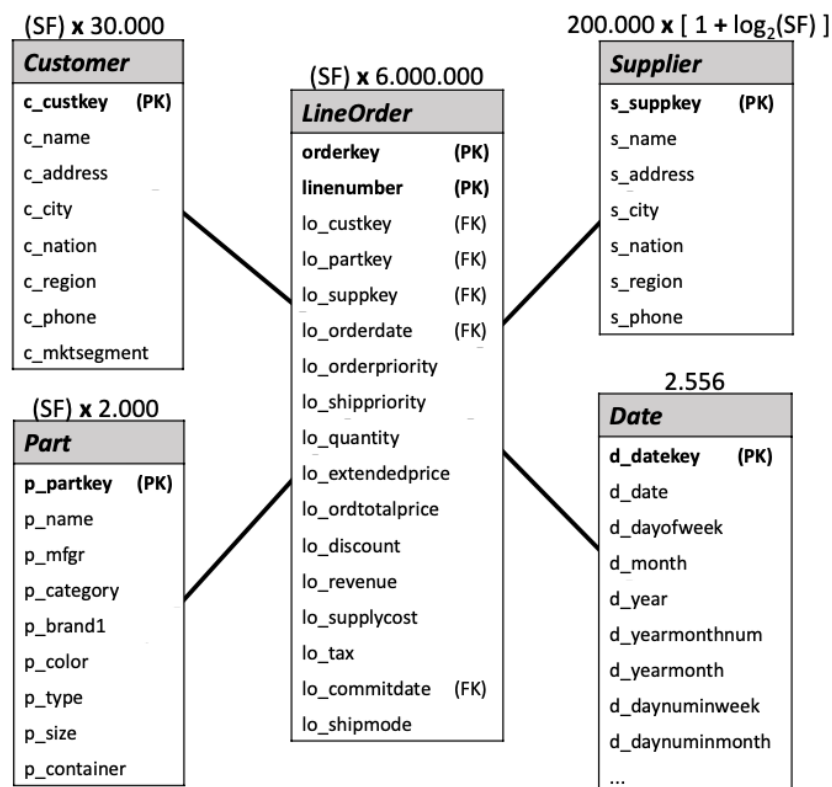 (SF) x 30.000
Customer
c_custkey (PK)
c_name
c_address
c_city
c_nation
c_region
c_phone
c_mktsegment
(SF) x 2.000
Part
p_partkey (PK)
p_name
p_mfgr
p_category
p_brand1
p_color
p_type
p_size
p_container
(SF) x 6.000.000
LineOrder
orderkey (PK)
linenumber (PK)
lo_custkey (FK)
lo_partkey (FK)
lo_suppkey (FK)
lo_orderdate (FK)
lo_orderpriority
lo_shippriority
lo_quantity
lo_extendedprice
lo_ordtotalprice
lo_discount
lo_revenue
lo_supplycost
lo_tax
lo_commitdate (FK)
lo_shipmode
200.000 x [ 1 + log₂(SF) ]
Supplier
s_suppkey (PK)
s_name
s_address
s_city
s_nation
s_region
s_phone
2.556
Date
d_datekey (PK)
d_date
d_dayofweek
d_month
d_year
d_yearmonthnum
d_yearmonth
d_daynuminweek
d_daynuminmonth
...